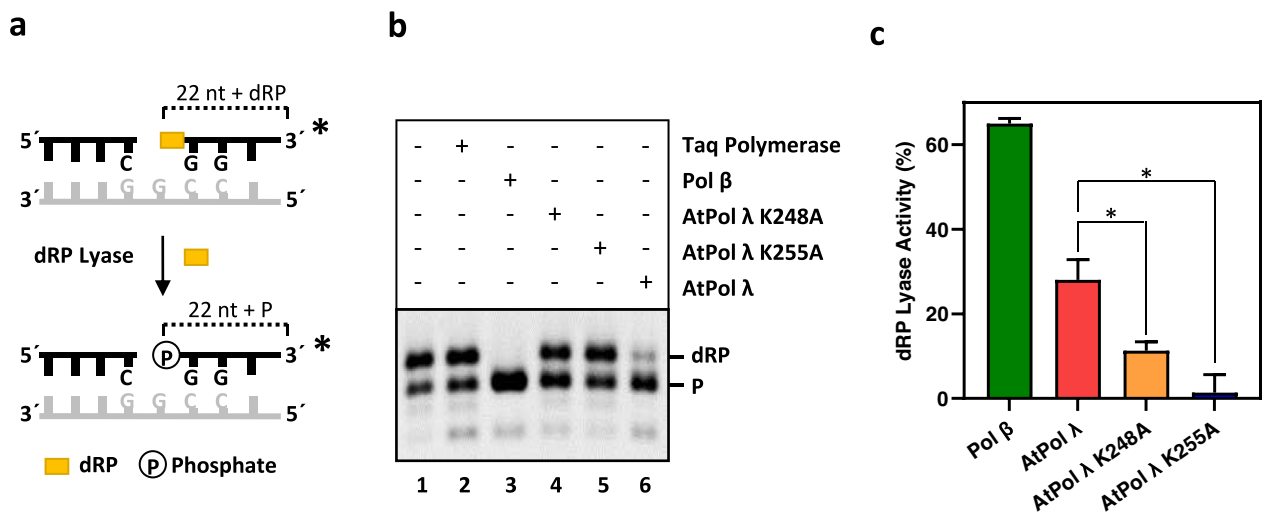 a
22 nt + dRP
5´ 3´ *
C G G
G G C C
3´ 5´
dRP Lyase
22 nt + P
5´ P 3´ *
C G G
G G C C
3´ 5´
dRP P Phosphate
b
- + - - - - Taq Polymerase
- - + - - - Pol β
- - - + - - AtPol λ K248A
- - - - + - AtPol λ K255A
- - - - - + AtPol λ
dRP
P
1 2 3 4 5 6
c
dRP Lyase Activity (%)
60
40
20
0
*
*
Pol β
AtPol λ
AtPol λ K248A
AtPol λ K255A